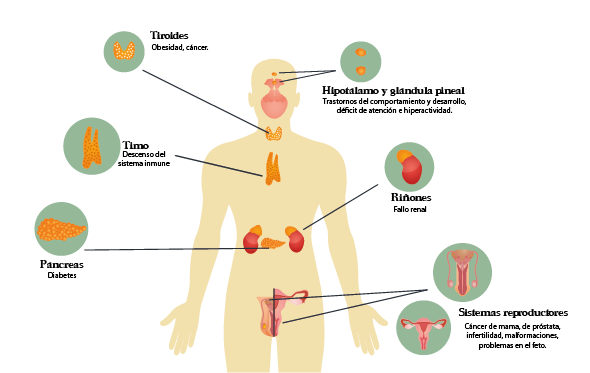 Tiroides
Obesidad, cáncer.
Hipotálamo y glándula pineal
Trastornos del comportamiento y desarrollo,
déficit de atención e hiperactividad.
Timo
Descenso del
sistema inmune
Riñones
Fallo renal
Páncreas
Diabetes
Sistemas reproductores
Cáncer de mama, de próstata,
infertilidad, malformaciones,
problemas en el feto.